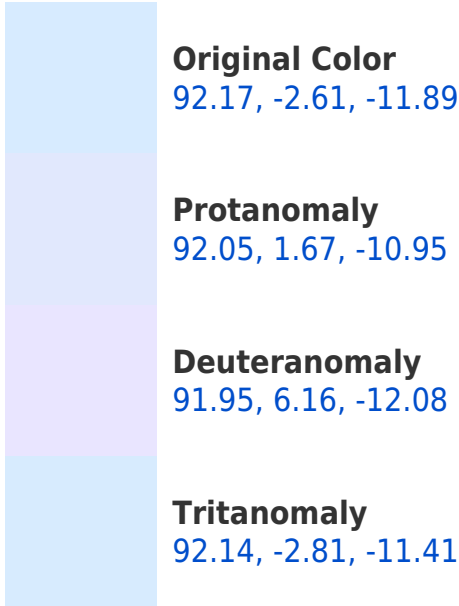 Original Color
92.17, -2.61, -11.89
Protanomaly
92.05, 1.67, -10.95
Deuteranomaly
91.95, 6.16, -12.08
Tritanomaly
92.14, -2.81, -11.41